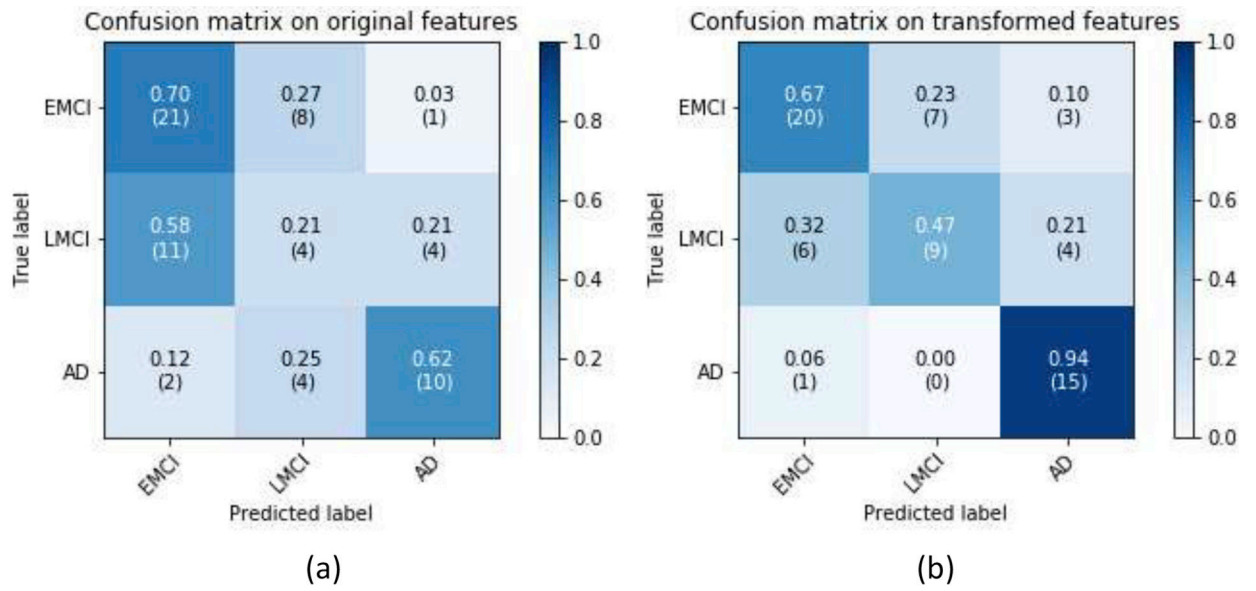 Confusion matrix on original features
EMCI
LMCI
AD
True label
0.70
(21)
0.27
(8)
0.03
(1)
0.58
(11)
0.21
(4)
0.21
(4)
0.12
(2)
0.25
(4)
0.62
(10)
EMCI
LMCI
AD
Predicted label
1.0
0.8
0.6
0.4
0.2
0.0
(a)
Confusion matrix on transformed features
EMCI
LMCI
AD
True label
0.67
(20)
0.23
(7)
0.10
(3)
0.32
(6)
0.47
(9)
0.21
(4)
0.06
(1)
0.00
(0)
0.94
(15)
EMCI
LMCI
AD
Predicted label
1.0
0.8
0.6
0.4
0.2
0.0
(b)